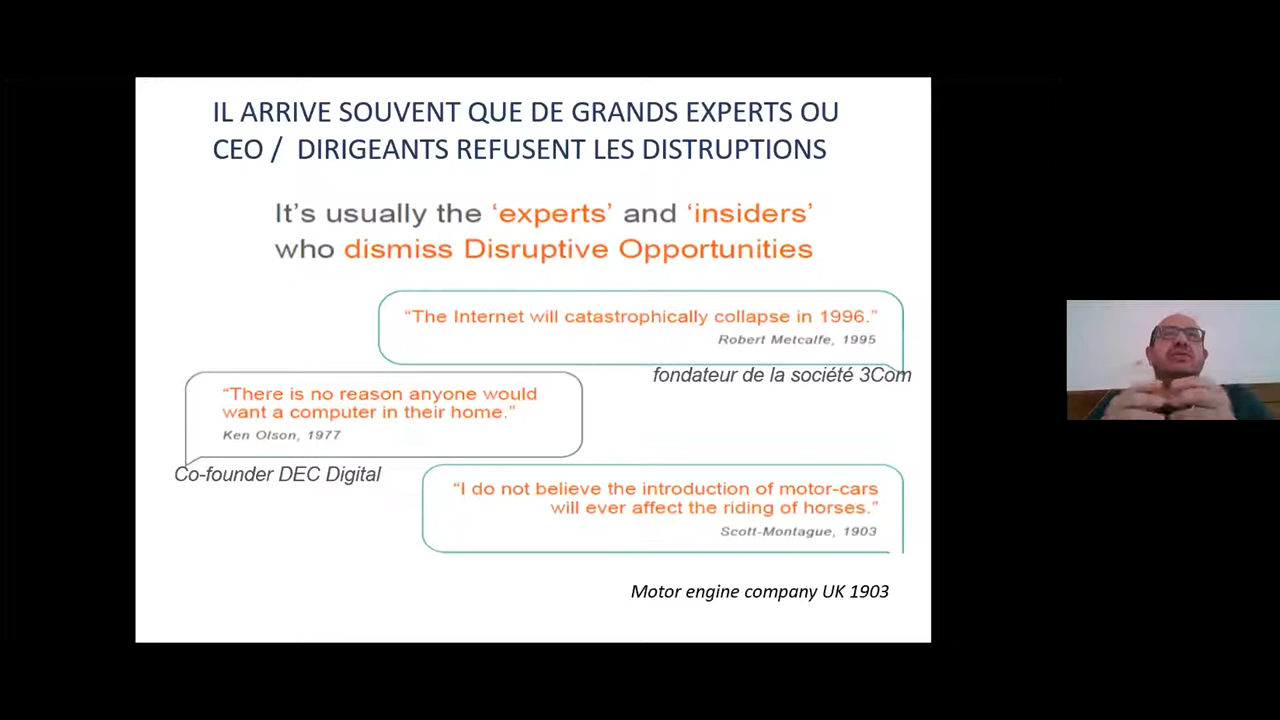 IL ARRIVE SOUVENT QUE DE GRANDS EXPERTS OU
CEO / DIRIGEANTS REFUSENT LES DISTRUPTIONS
It's usually the ‘experts’ and ‘insiders’
who dismiss Disruptive Opportunities
“The Internet will catastrophically collapse in 1996.”
Robert Metcalfe, 1995
fondateur de la société 3Com
“There is no reason anyone would
want a computer in their home.”
Ken Olson, 1977
Co-founder DEC Digital
“I do not believe the introduction of motor-cars
will ever affect the riding of horses.”
Scott-Montague, 1903
Motor engine company UK 1903